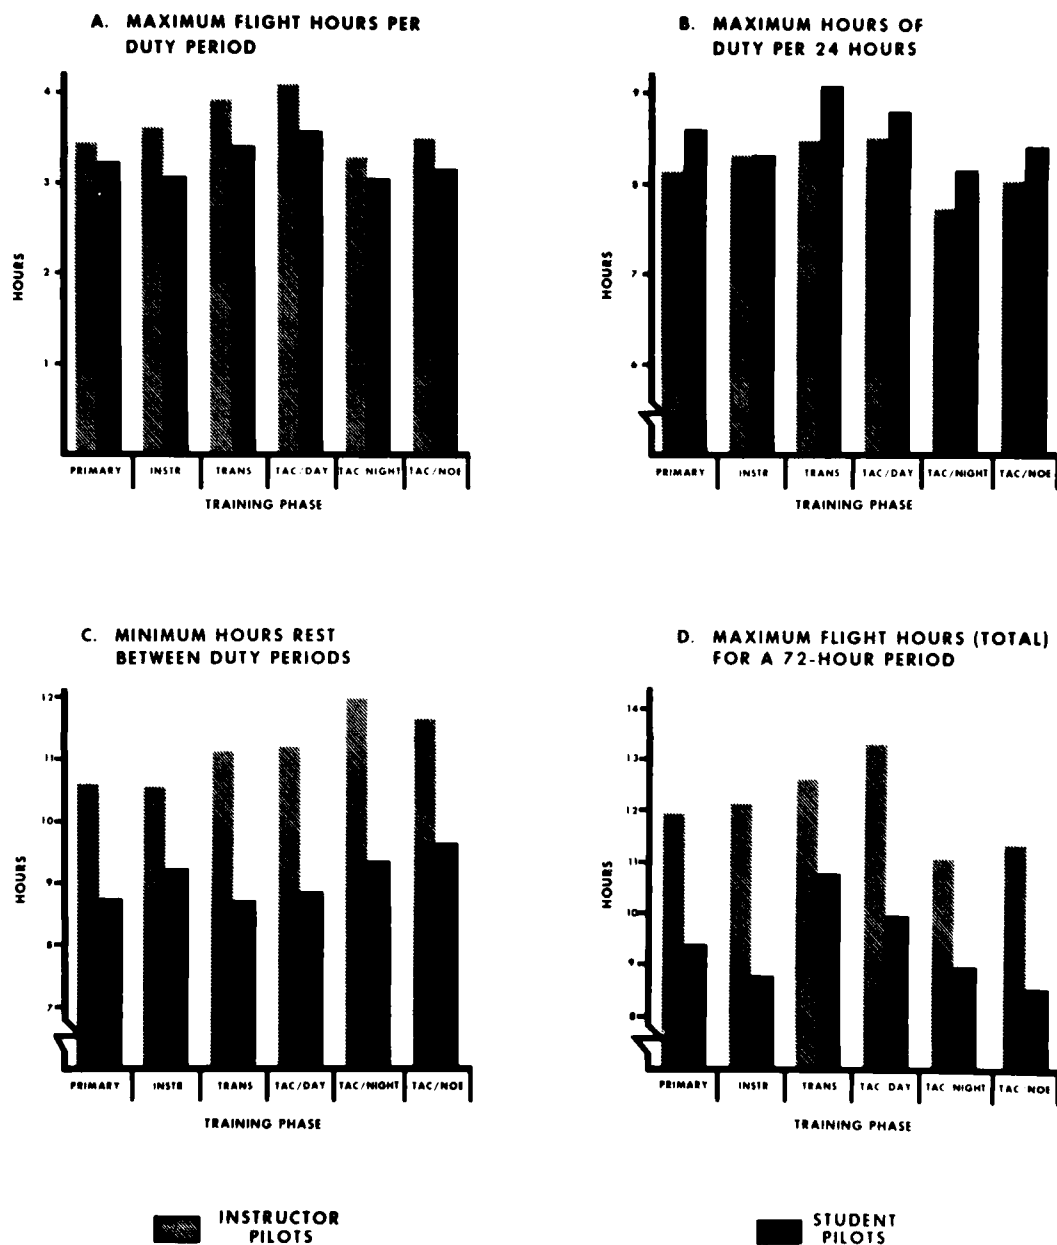 A. MAXIMUM FLIGHT HOURS PER
DUTY PERIOD
4
3
2
1
HOURS
PRIMARY INSTR TRANS TAC/DAY TAC NIGHT TAC/NOE
TRAINING PHASE
B. MAXIMUM HOURS OF
DUTY PER 24 HOURS
9
8
7
6
HOURS
PRIMARY INSTR TRANS TAC/DAY TAC/NIGHT TAC/NOE
TRAINING PHASE
C. MINIMUM HOURS REST
BETWEEN DUTY PERIODS
12
11
10
9
8
7
HOURS
PRIMARY INSTR TRANS TAC/DAY TAC/NIGHT TAC/NOE
TRAINING PHASE
D. MAXIMUM FLIGHT HOURS (TOTAL)
FOR A 72-HOUR PERIOD
14
13
12
11
10
9
8
HOURS
PRIMARY INSTR TRANS TAC DAY TAC NIGHT TAC NOE
TRAINING PHASE
INSTRUCTOR
PILOTS
STUDENT
PILOTS